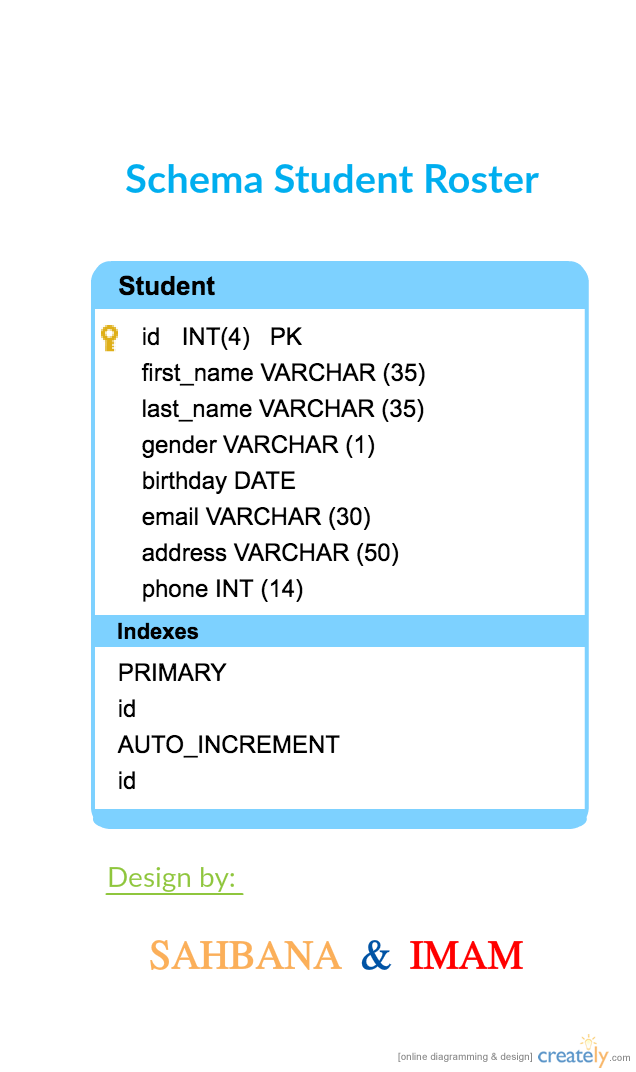 Schema Student Roster
Student
id INT(4) PK
first_name VARCHAR (35)
last_name VARCHAR (35)
gender VARCHAR (1)
birthday DATE
email VARCHAR (30)
address VARCHAR (50)
phone INT (14)
Indexes
PRIMARY
id
AUTO_INCREMENT
id
Design by:
SAHBANA & IMAM
[online diagramming & design] creately.com